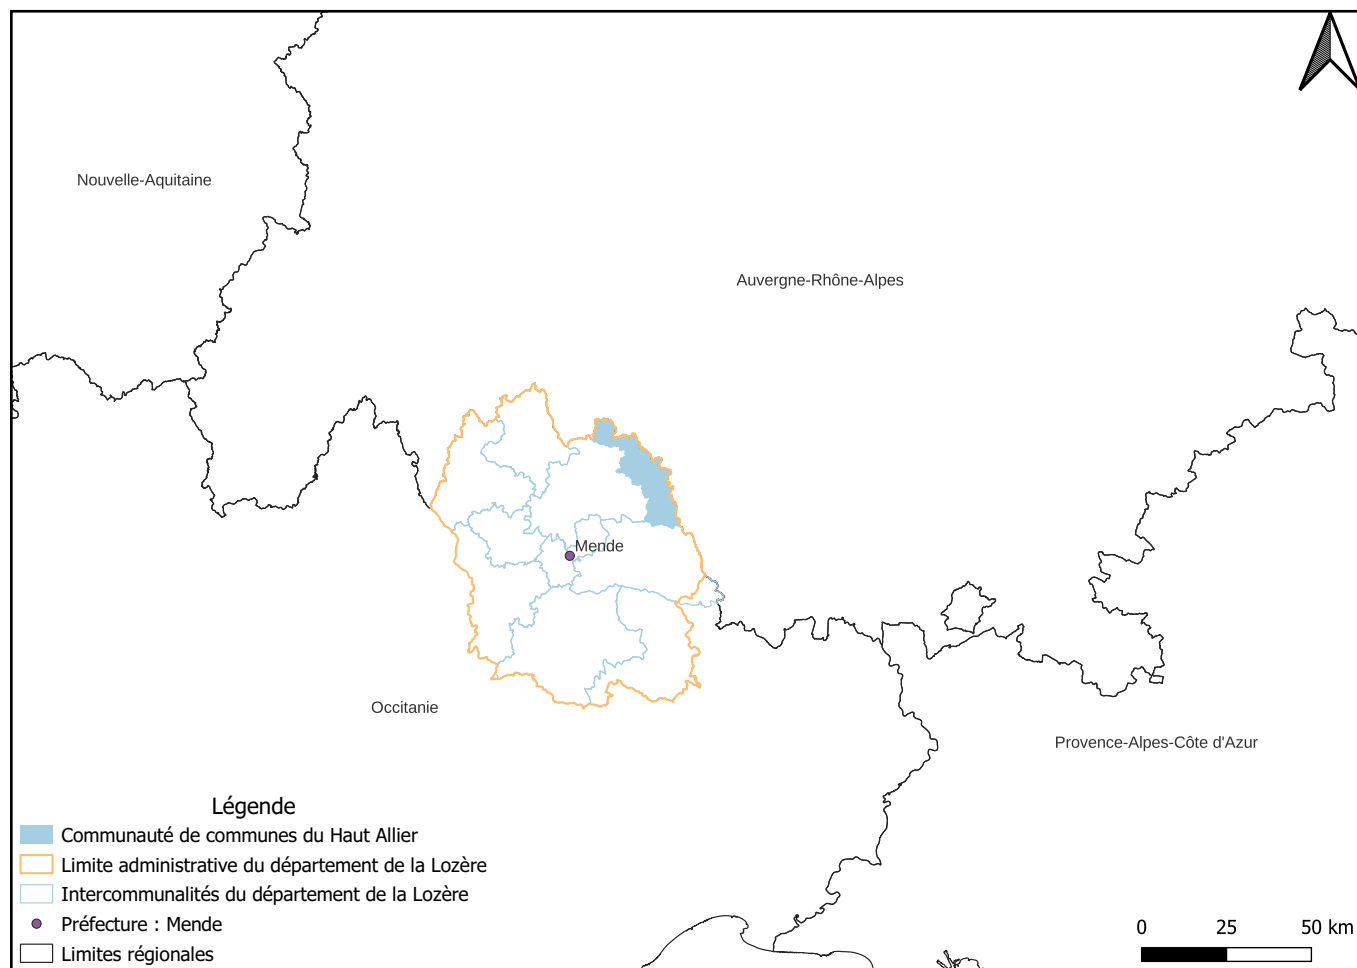 Nouvelle-Aquitaine
Auvergne-Rhône-Alpes
Mende
Occitanie
Provence-Alpes-Côte d'Azur
Légende
Communauté de communes du Haut Allier
Limite administrative du département de la Lozère
Intercommunalités du département de la Lozère
Préfecture : Mende
Limites régionales
0 25 50 km